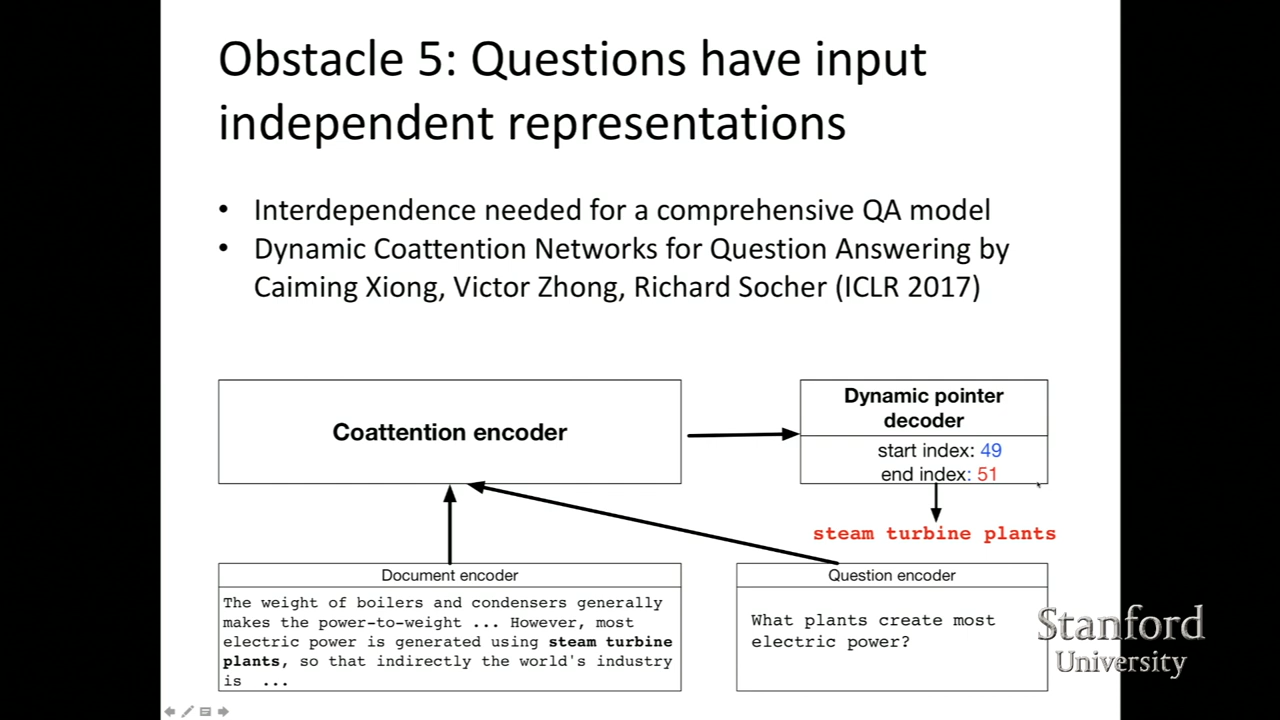 Obstacle 5: Questions have input
independent representations
• Interdependence needed for a comprehensive QA model
• Dynamic Coattention Networks for Question Answering by
Caiming Xiong, Victor Zhong, Richard Socher (ICLR 2017)
Coattention encoder
Dynamic pointer
decoder
start index: 49
end index: 51
steam turbine plants
Document encoder
The weight of boilers and condensers generally
makes the power-to-weight ... However, most
electric power is generated using steam turbine
plants, so that indirectly the world's industry
is ...
Question encoder
What plants create most
electric power?
Stanford
University